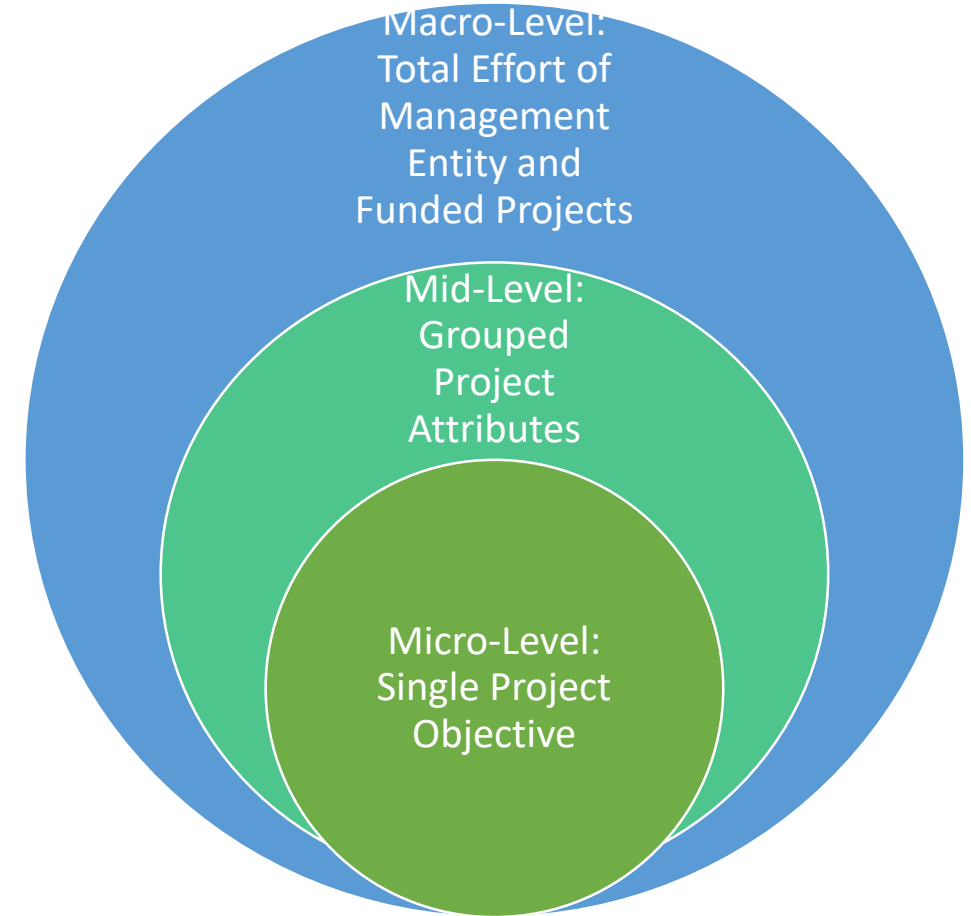 Macro-Level:
Total Effort of
Management
Entity and
Funded Projects
Mid-Level:
Grouped
Project
Attributes
Micro-Level:
Single Project
Objective